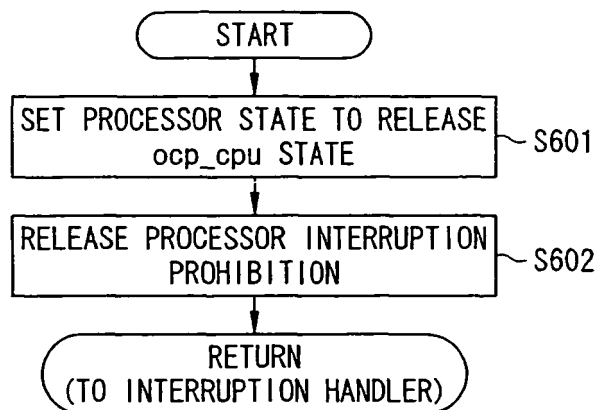 START
SET PROCESSOR STATE TO RELEASE
ocp_cpu STATE
S601
RELEASE PROCESSOR INTERRUPTION
PROHIBITION
S602
RETURN
(TO INTERRUPTION HANDLER)